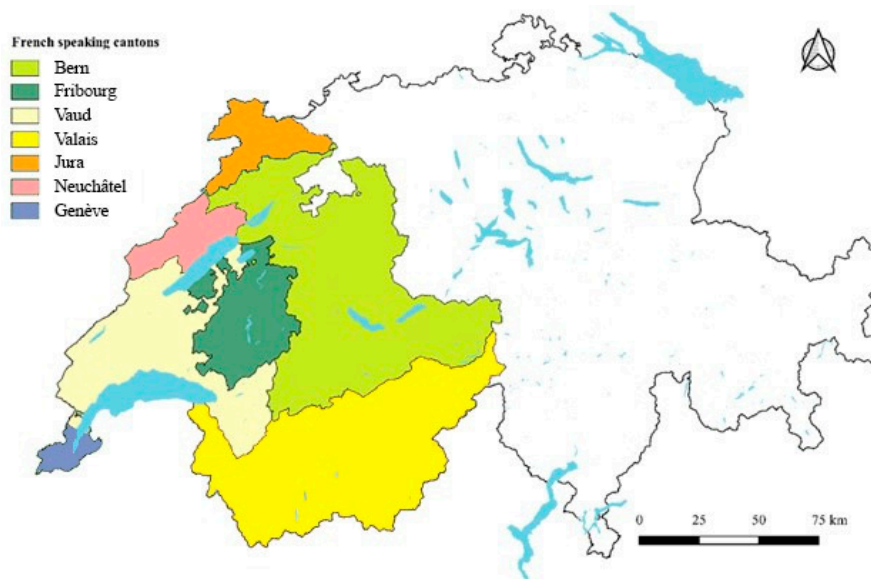 French speaking cantons
Bern
Fribourg
Vaud
Valais
Jura
Neuchâtel
Genève
0 25 50 75 km